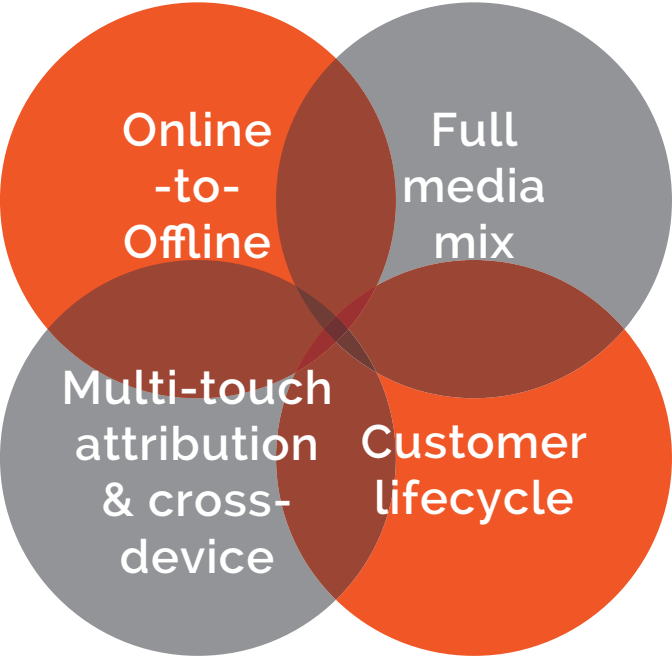 Online
-to-
Offline
Full
media
mix
Multi-touch
attribution
& cross-
device
Customer
lifecycle